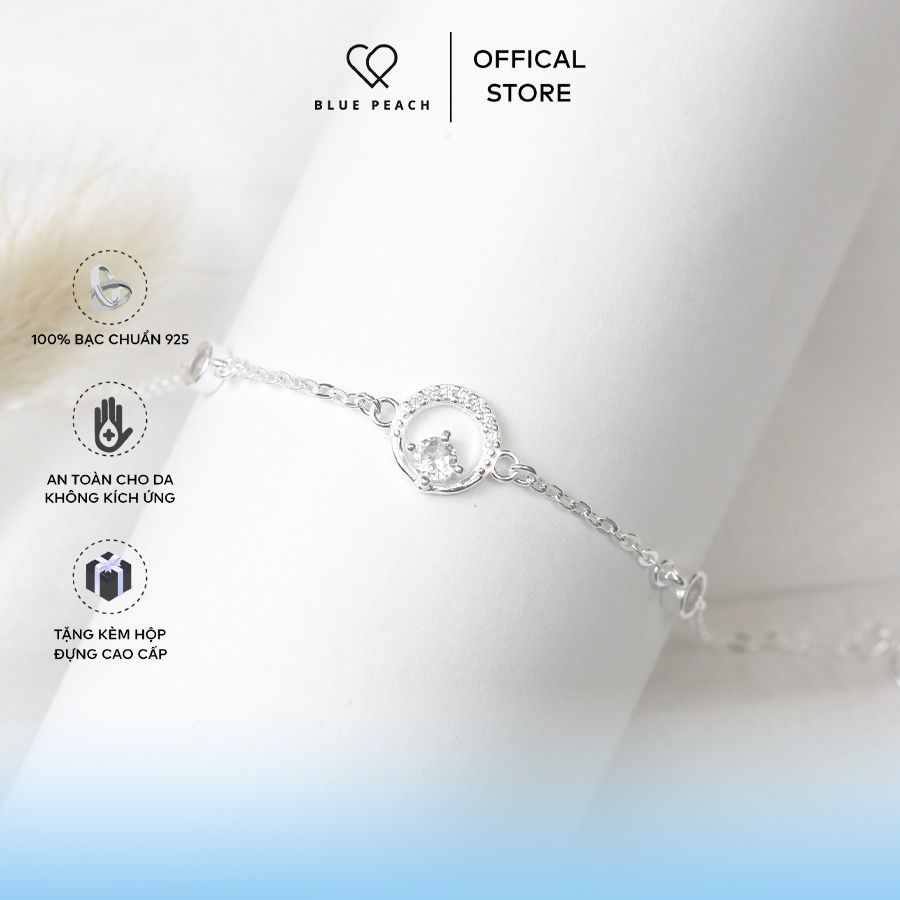 BLUE PEACH
OFFICAL
STORE
100% BẠC CHUẨN 925
AN TOÀN CHO DA
KHÔNG KÍCH ỨNG
TẶNG KÈM HỘP
ĐỰNG CAO CẤP